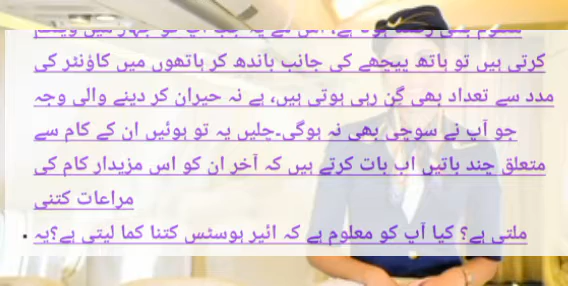 کرتی ہیں تو ہاتھ پیچھے کی جانب باندھ کر ہاتھوں میں کاؤنٹر کی
مدد سے تعداد بھی گن رہی ہوتی ہیں، ہے نہ حیران کر دینے والی وجہ
جو آپ نے سوچی بھی نہ ہوگی۔چلیں یہ تو ہوئیں ان کے کام سے
متعلق چند باتیں اب بات کرتے ہیں کہ آخر ان کو اس مزیدار کام کی
مراعات کتنی
ملتی ہے؟ کیا آپ کو معلوم ہے کہ ائیر ہوسٹس کتنا کما لیتی ہے؟یہ .